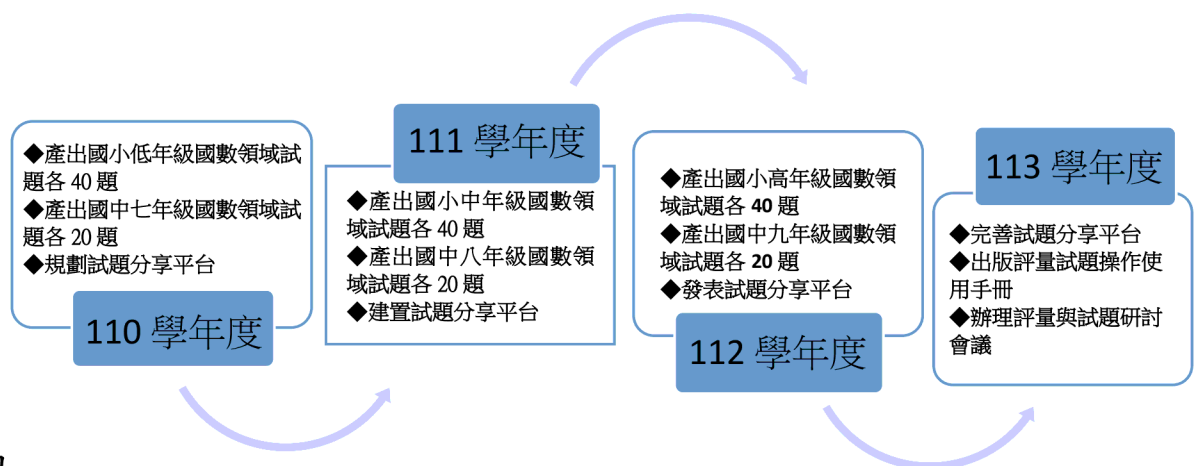 ◆產出國小低年級國數領域試
題各 40 題
◆產出國中七年級國數領域試
題各 20 題
◆規劃試題分享平台
110 學年度
111 學年度
◆產出國小中年級國數領
域試題各 40 題
◆產出國中八年級國數領
域試題各 20 題
◆建置試題分享平台
◆產出國小高年級國數領
域試題各 40 題
◆產出國中九年級國數領
域試題各 20 題
◆發表試題分享平台
112 學年度
113 學年度
◆完善試題分享平台
◆出版評量試題操作使
用手冊
◆辦理評量與試題研討
會議